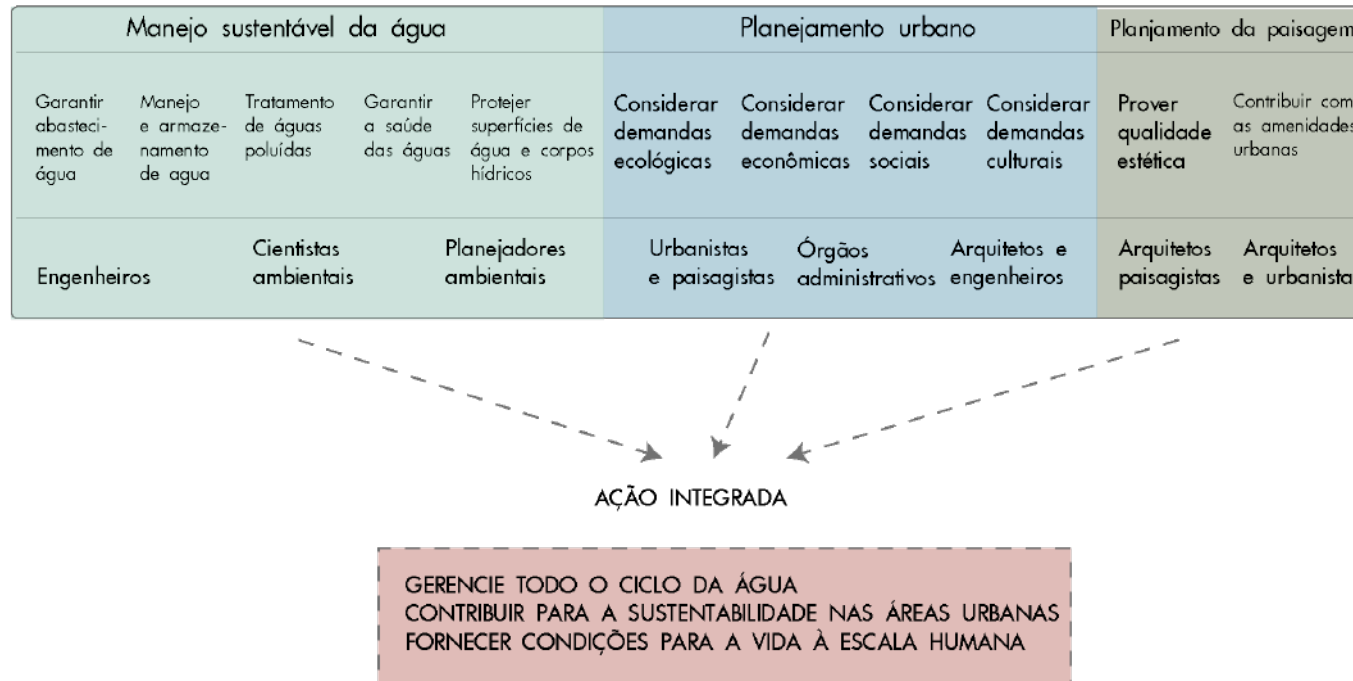 Manejo sustentável da água
Planejamento urbano
Planjamento da paisagem
Garantir
abasteci-
mento de
água
Manejo
e armaze-
namento
de agua
Tratamento
de águas
poluídas
Garantir
a saúde
das águas
Protejer
superfícies de
água e corpos
hídricos
Considerar
demandas
ecológicas
Considerar
demandas
econômicas
Considerar
demandas
sociais
Considerar
demandas
culturais
Prover
qualidade
estética
Contribuir com
as amenidades
urbanas
Engenheiros
Cientistas
ambientais
Planejadores
ambientais
Urbanistas
e paisagistas
Órgãos
administrativos
Arquitetos e
engenheiros
Arquitetos
paisagistas
Arquitetos
e urbanista
AÇÃO INTEGRADA
GERENCIE TODO O CICLO DA ÁGUA
CONTRIBUIR PARA A SUSTENTABILIDADE NAS ÁREAS URBANAS
FORNECER CONDIÇÕES PARA A VIDA À ESCALA HUMANA